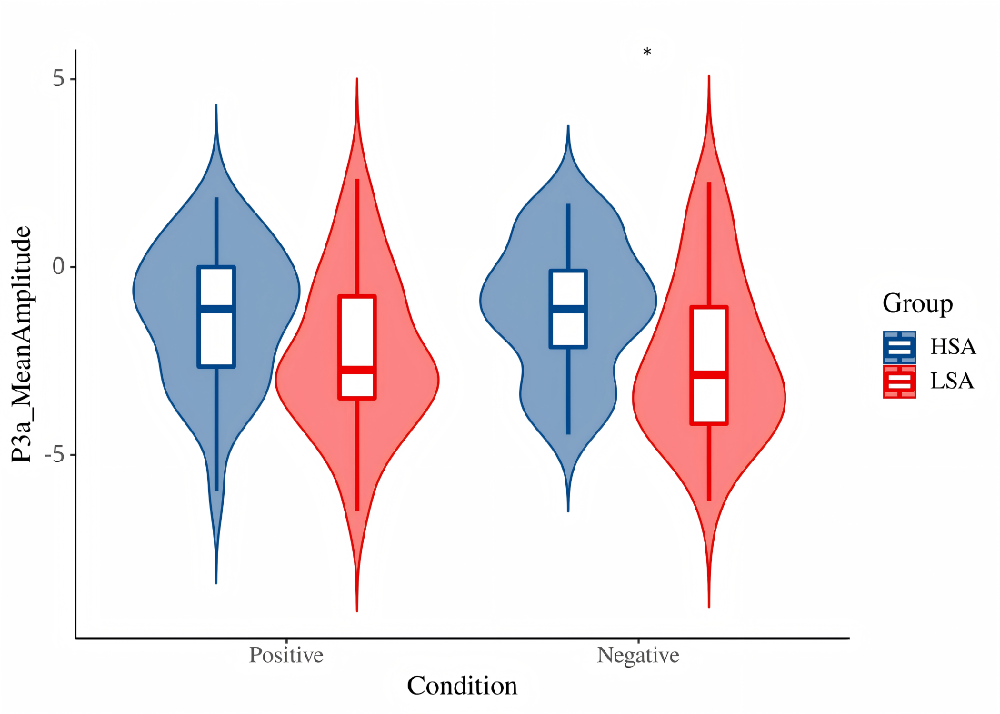 *
5
0
-5
P3a_MeanAmplitude
Positive
Negative
Condition
Group
HSA
LSA